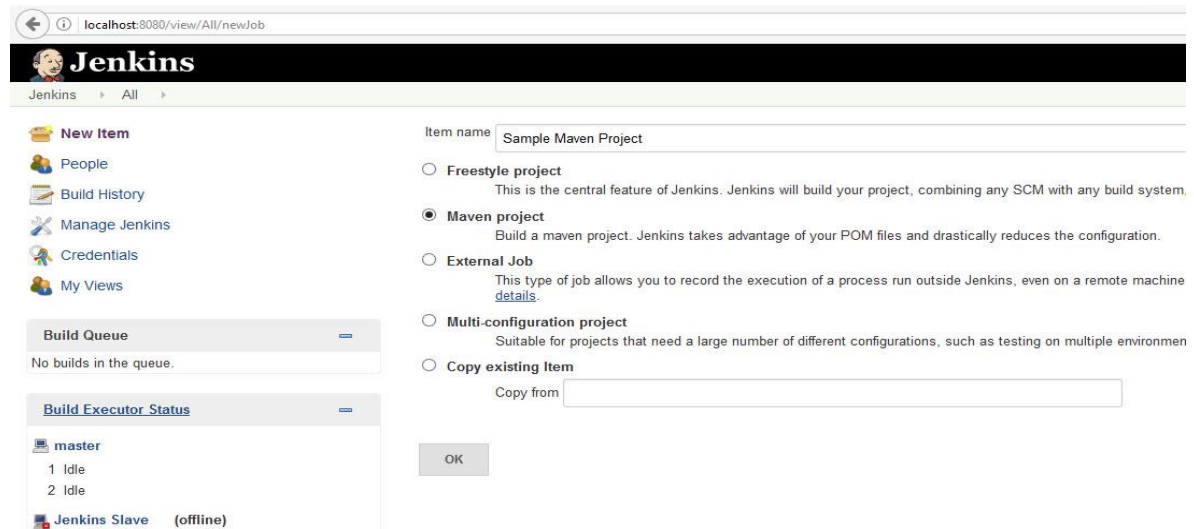 localhost:8080/view/All/newJob
Jenkins
Jenkins All
New Item
People
Build History
Manage Jenkins
Credentials
My Views
Build Queue
No builds in the queue.
Build Executor Status
master
1 Idle
2 Idle
Jenkins Slave (offline)
Item name Sample Maven Project
Freestyle project
This is the central feature of Jenkins. Jenkins will build your project, combining any SCM with any build system,
Maven project
Build a maven project. Jenkins takes advantage of your POM files and drastically reduces the configuration.
External Job
This type of job allows you to record the execution of a process run outside Jenkins, even on a remote machine
details.
Multi-configuration project
Suitable for projects that need a large number of different configurations, such as testing on multiple environmen
Copy existing Item
Copy from
OK